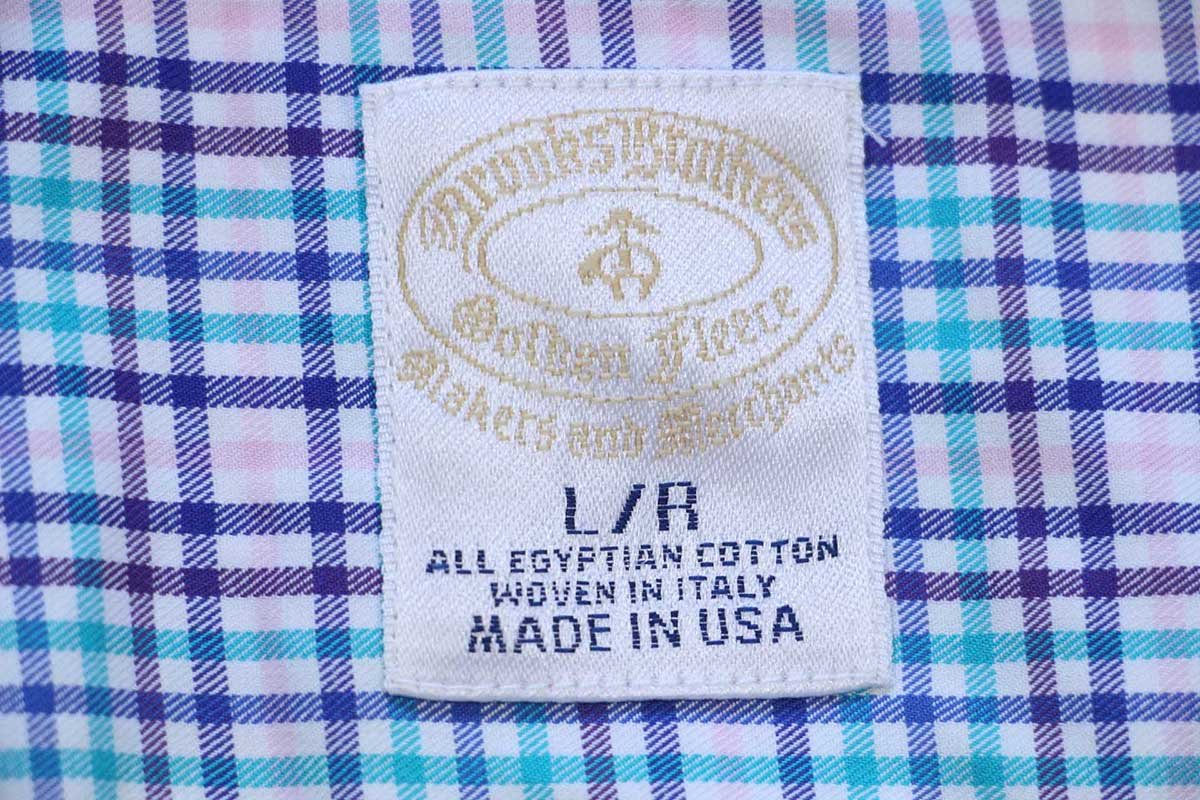 Brooks Brothers
Golden Fleece
Makers and Merchants
L/R
ALL EGYPTIAN COTTON
WOVEN IN ITALY
MADE IN USA